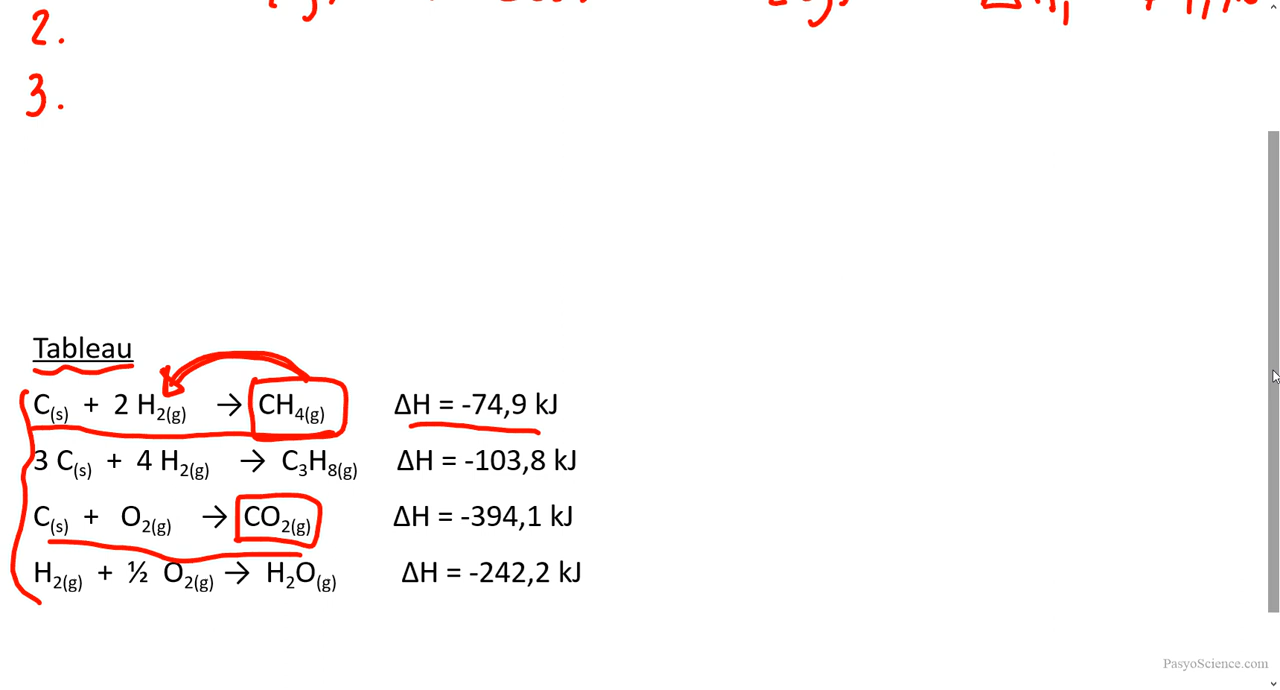 2.
3.
Tableau
C(s) + 2 H2(g) → CH4(g) ΔH = -74,9 kJ
3 C(s) + 4 H2(g) → C3H8(g) ΔH = -103,8 kJ
C(s) + O2(g) → CO2(g) ΔH = -394,1 kJ
H2(g) + ½ O2(g) → H2O(g) ΔH = -242,2 kJ
PasyoScience.com